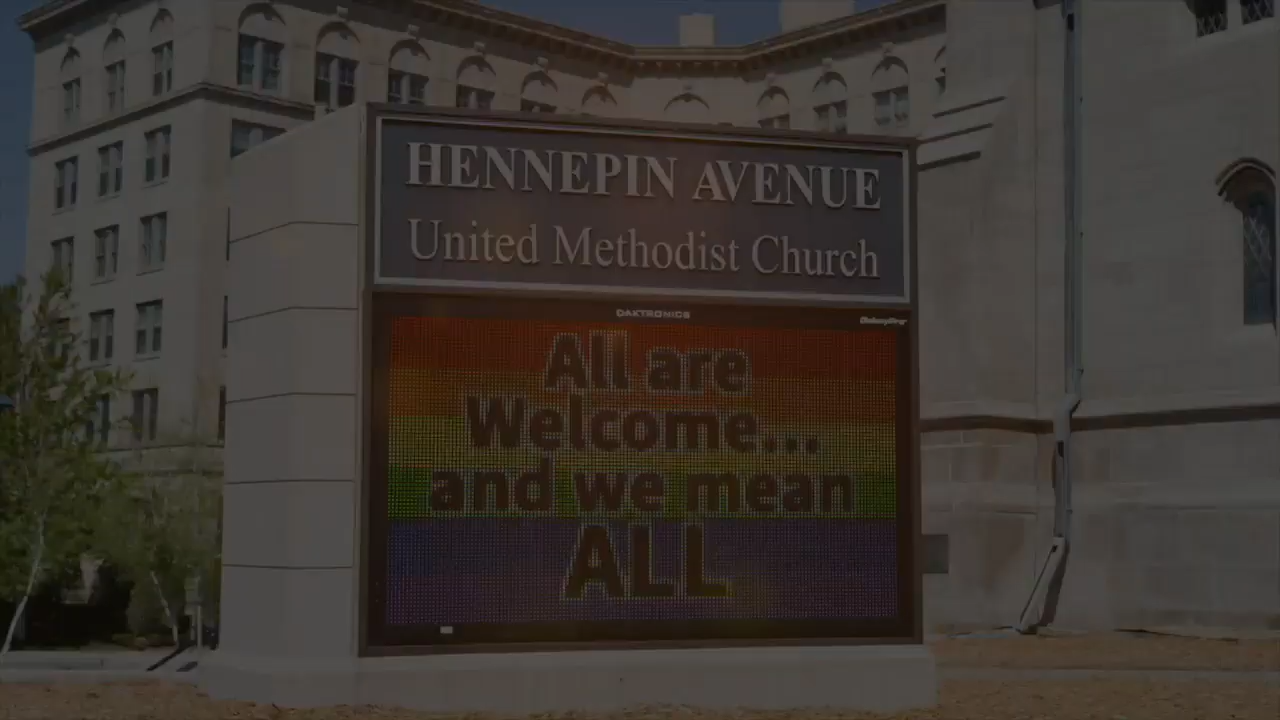 HENNEPIN AVENUE
United Methodist Church
DAKTRONICS
All are
Welcome...
and we mean
ALL